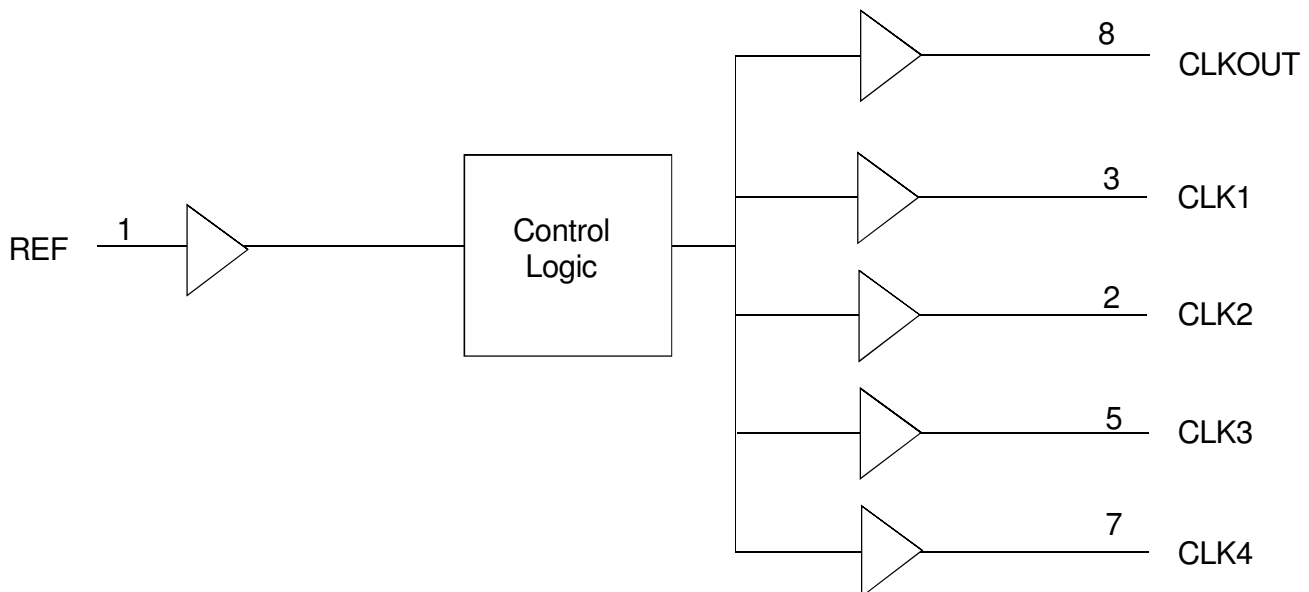 8
CLKOUT
3
CLK1
1
REF
Control
Logic
2
CLK2
5
CLK3
7
CLK4